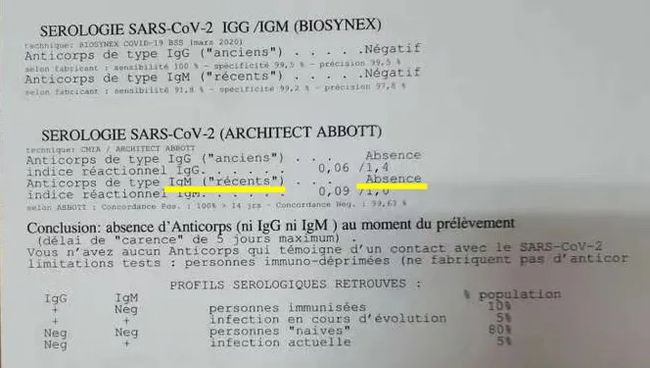 SEROLOGIE SARS-CoV-2 IGG /IGM (BIOSYNEX)
technique: BIOSYNEX COVID-19 BSS (mars 2020)
Anticorps de type IgG ("anciens") . . . . .Négatif
selon fabricant : sensibilité 100 % - spécificité 99,5 % - précision 99,5 %
Anticorps de type IgM ("récents") . . . . .Négatif
selon fabricant : sensibilité 91,8 % - spécificité 99,2 % - précision 97,8 %
SEROLOGIE SARS-CoV-2 (ARCHITECT ABBOTT)
technique: CMIA / ARCHITECT ABBOTT
Anticorps de type IgG ("anciens") . . . Absence
indice réactionnel IgG. . . . . . 0,06 /1,4
Anticorps de type IgM ("récents") . . . Absence
indice réactionnel IgM. . . . . . 0,09 /1,0
selon ABBOTT : Concordance Pos. : 100% > 14 jrs - Concordance Neg. : 99,63 %
Conclusion: absence d'Anticorps (ni IgG ni IgM ) au moment du prélèvement
(délai de "carence" de 5 jours maximum) .
Vous n'avez aucun Anticorps qui témoigne d'un contact avec le SARS-CoV-2
limitations tests : personnes immuno-déprimées (ne fabriquent pas d'anticor
PROFILS SEROLOGIQUES RETROUVES :
IgG IgM % population
+ Neg personnes immunisées 10%
+ + infection en cours d'évolution 5%
Neg Neg personnes "naives" 80%
Neg + infection actuelle 5%